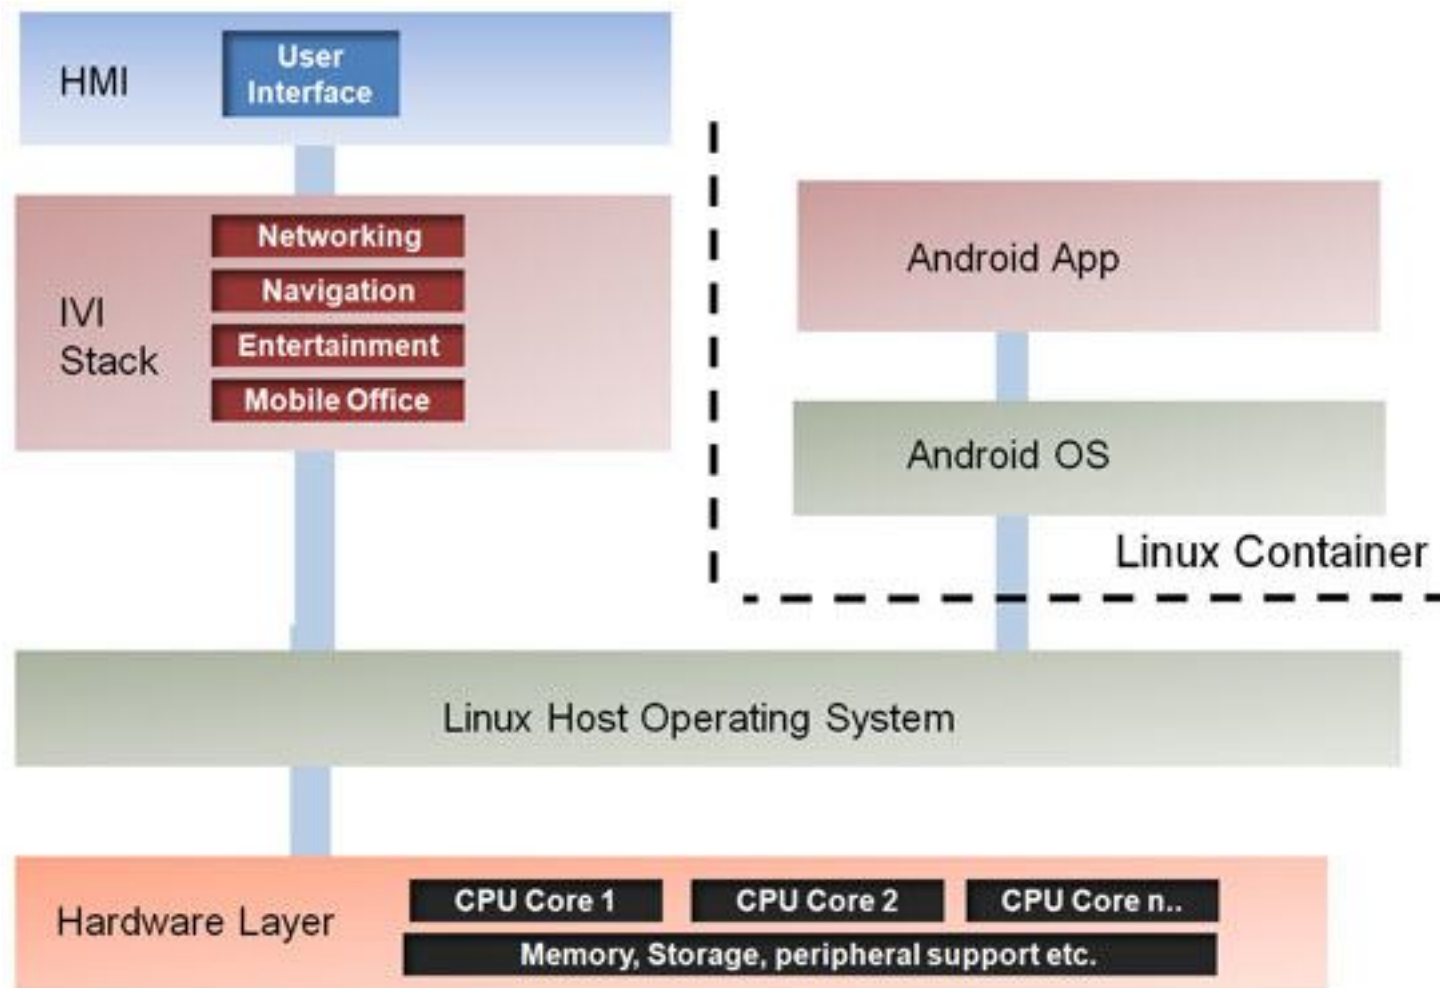 HMI
User
Interface
IVI
Stack
Networking
Navigation
Entertainment
Mobile Office
Android App
Android OS
Linux Container
Linux Host Operating System
Hardware Layer
CPU Core 1
CPU Core 2
CPU Core n..
Memory, Storage, peripheral support etc.